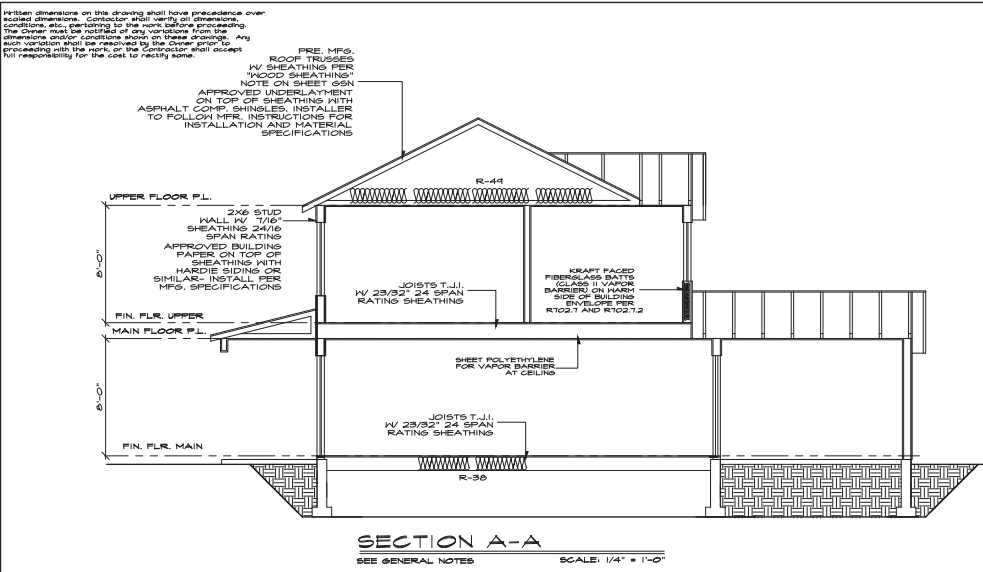 Written dimensions on this drawing shall have precedence over
scaled dimensions. Contactor shall verify all dimensions,
conditions, etc., pertaining to the work before proceeding.
The Owner must be notified of any variations from the
dimensions and/or conditions shown on these drawings. Any
such variation shall be resolved by the Owner prior to
proceeding with the work, or the Contractor shall accept
full responsibility for the cost to rectify same.
PRE. MFG.
ROOF TRUSSES
W/ SHEATHING PER
"WOOD SHEATHING"
NOTE ON SHEET GSN
APPROVED UNDERLAYMENT
ON TOP OF SHEATHING WITH
ASPHALT COMP. SHINGLES. INSTALLER
TO FOLLOW MFR. INSTRUCTIONS FOR
INSTALLATION AND MATERIAL
SPECIFICATIONS
R-49
UPPER FLOOR P.L.
2X6 STUD
WALL W/ 7/16"
SHEATHING 24/16
SPAN RATING
APPROVED BUILDING
PAPER ON TOP OF
SHEATHING WITH
HARDIE SIDING OR
SIMILAR- INSTALL PER
MFG. SPECIFICATIONS
8'-0"
JOISTS T.J.I.
W/ 23/32" 24 SPAN
RATING SHEATHING
KRAFT FACED
FIBERGLASS BATTS
(CLASS II VAPOR
BARRIER) ON WARM
SIDE OF BUILDING
ENVELOPE PER
R702.7 AND R702.7.2
FIN. FLR. UPPER
MAIN FLOOR P.L.
SHEET POLYETHYLENE
FOR VAPOR BARRIER
AT CEILING
8'-0"
JOISTS T.J.I.
W/ 23/32" 24 SPAN
RATING SHEATHING
FIN. FLR. MAIN
R-38
SECTION A-A
SEE GENERAL NOTES SCALE: 1/4" = 1'-0"